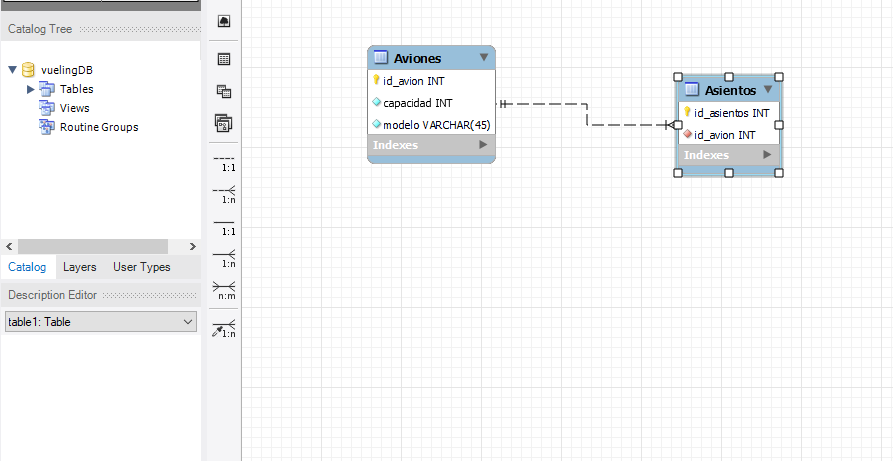 Catalog Tree
vuelingDB
Tables
Views
Routine Groups
Catalog Layers User Types
Description Editor
table1: Table
1:1
1:n
1:1
1:n
n:m
1:n
Aviones
id_avion INT
capacidad INT
modelo VARCHAR(45)
Indexes
Asientos
id_asientos INT
id_avion INT
Indexes